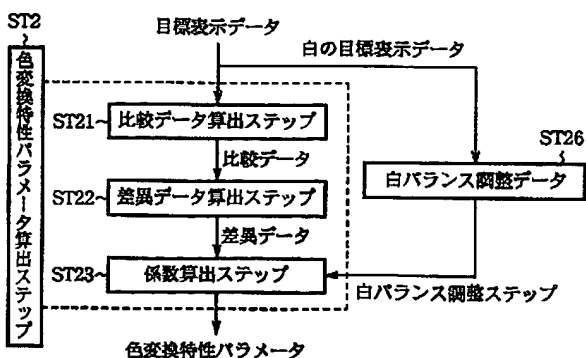 ST2
色変換特性パラメータ算出ステップ
目標表示データ
白の目標表示データ
ST21
比較データ算出ステップ
比較データ
ST26
白バランス調整データ
ST22
差異データ算出ステップ
差異データ
ST23
係数算出ステップ
白バランス調整ステップ
色変換特性パラメータ